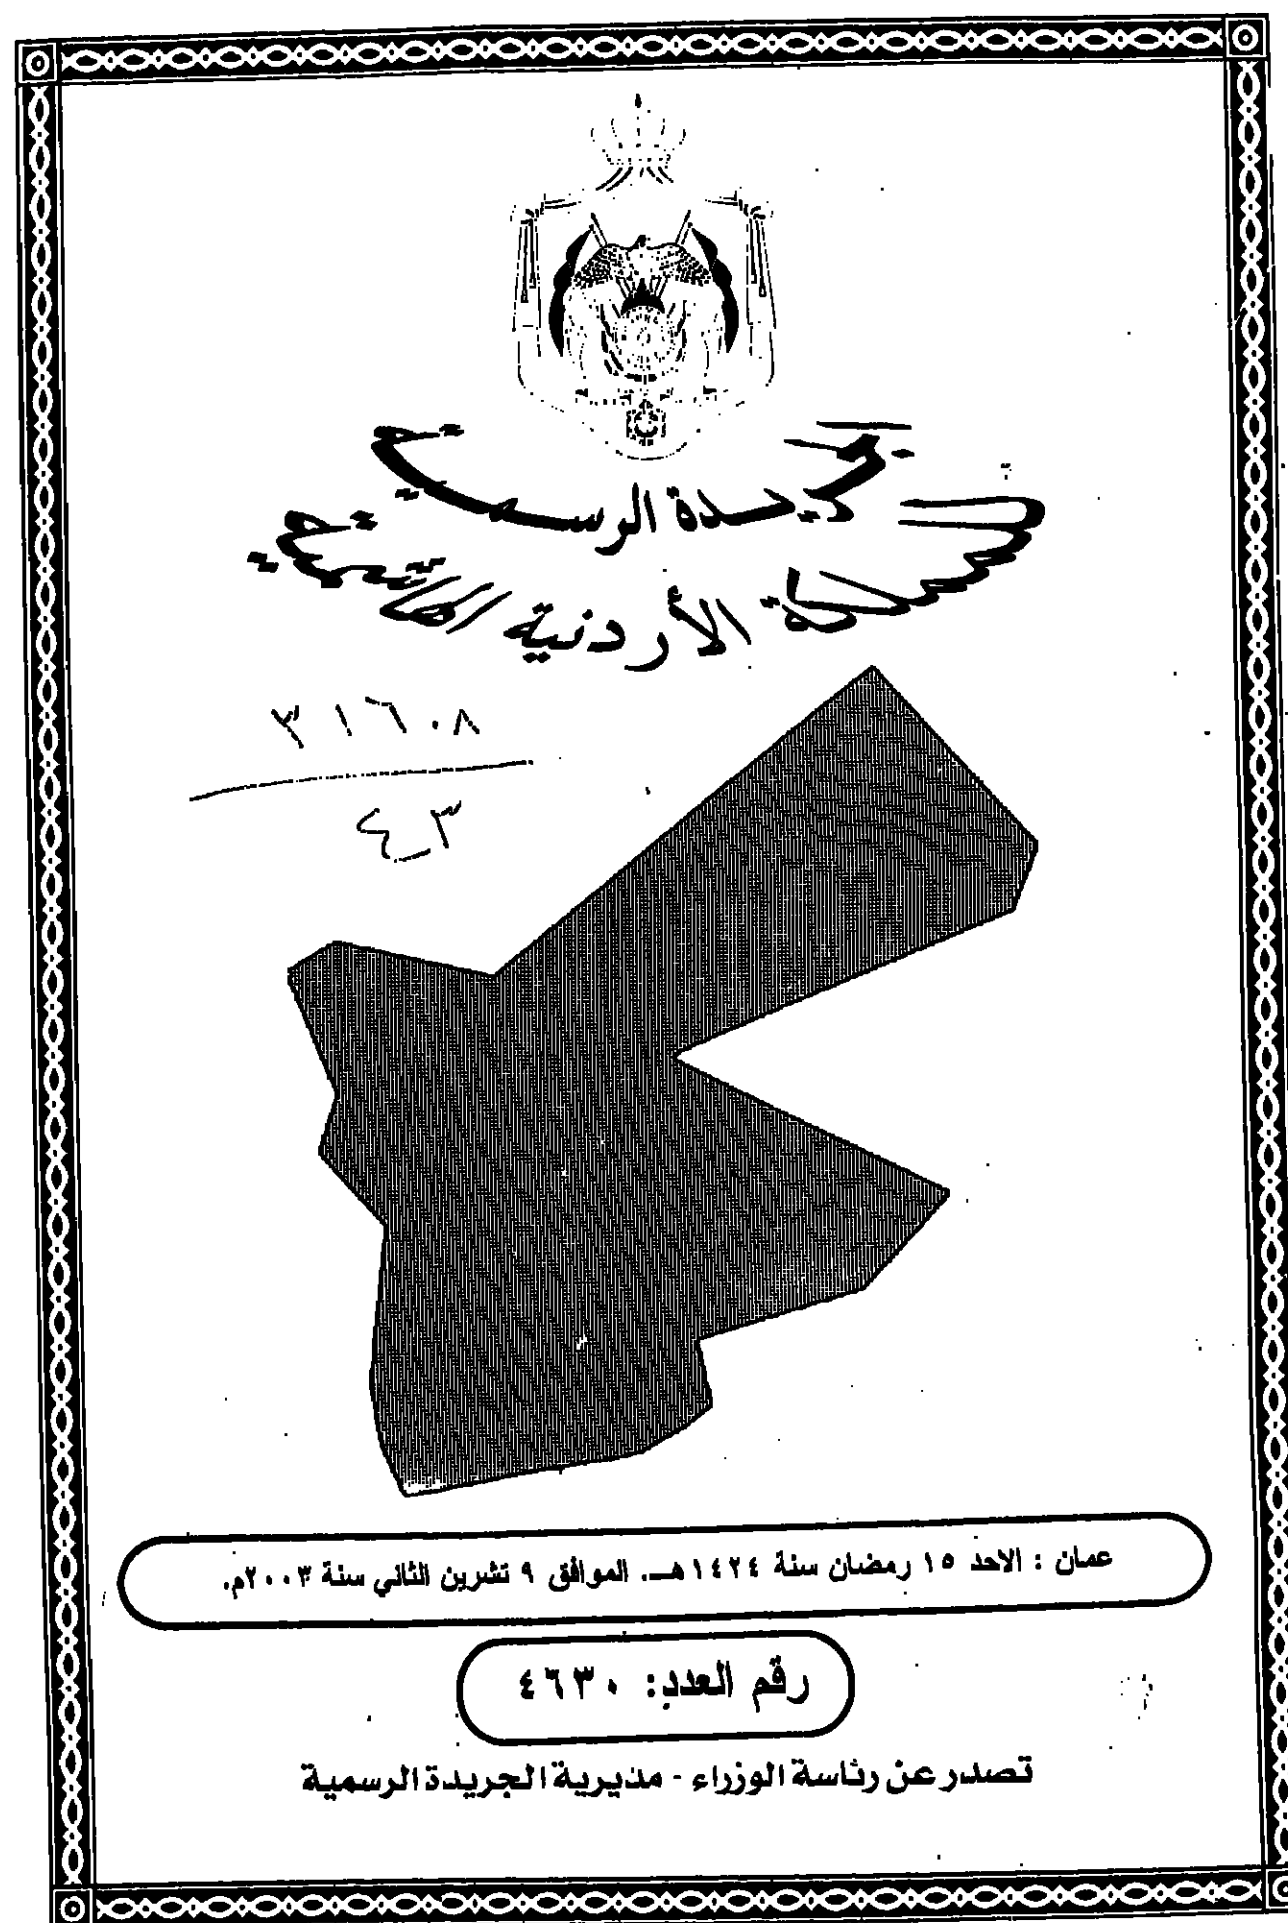 الجريدة الرسمية
للمملكة الأردنية الهاشمية
٣١٦٠٨
٤٣
عمان : الاحد ١٥ رمضان سنة ١٤٢٤هـ. الموافق ٩ تشرين الثاني سنة ٢٠٠٣م.
رقم العدد: ٤٦٣٠
تصدر عن رئاسة الوزراء - مديرية الجريدة الرسمية